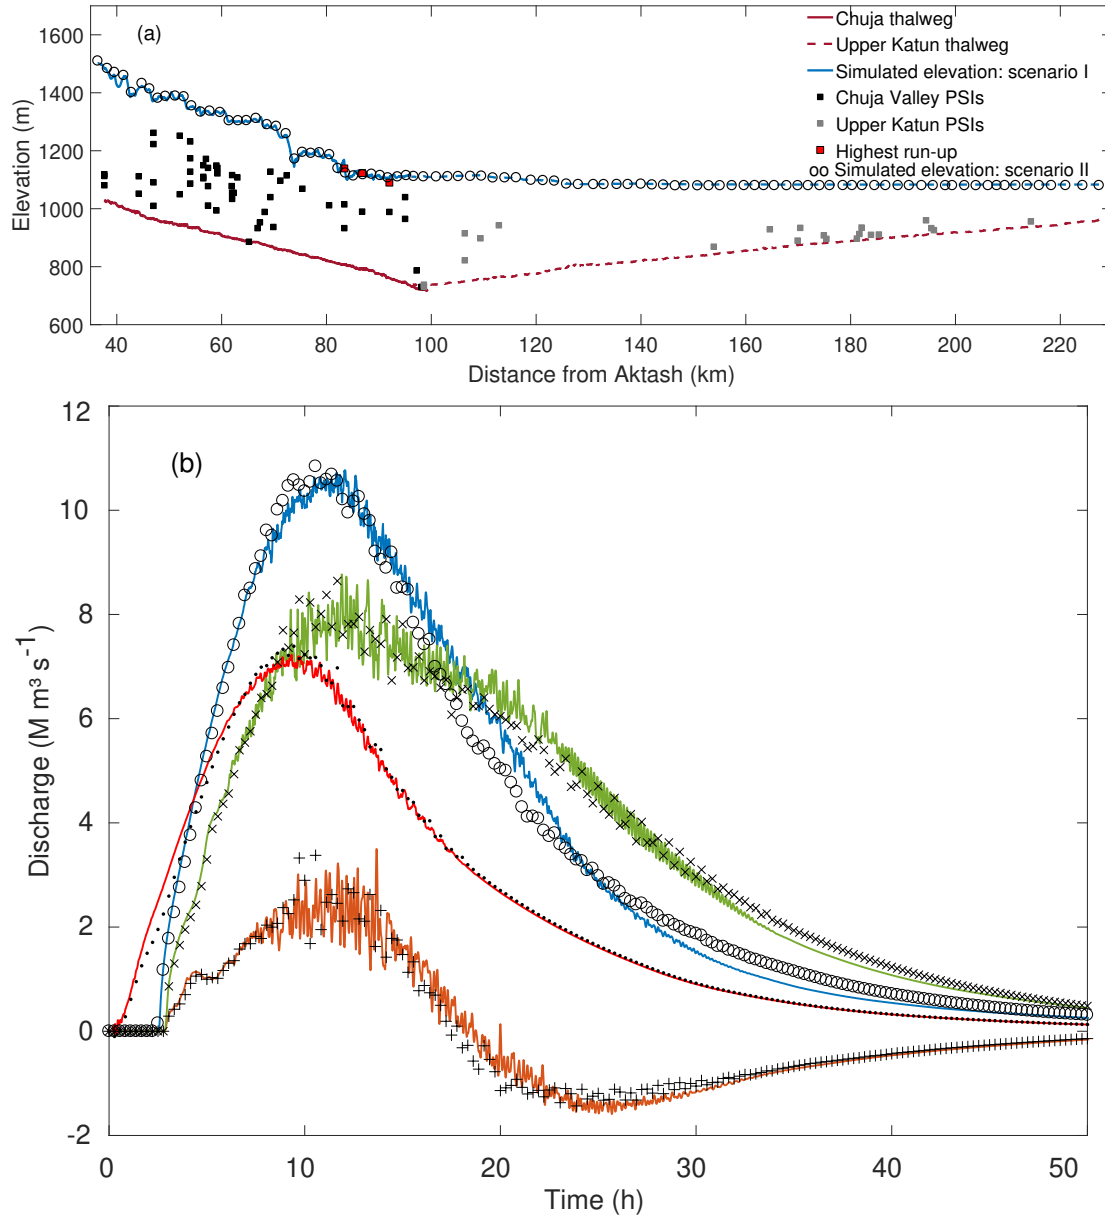 1600
1400
1200
1000
800
600
Elevation (m)
(a)
Chuja thalweg
Upper Katun thalweg
Simulated elevation: scenario I
Chuja Valley PSIs
Upper Katun PSIs
Highest run-up
Simulated elevation: scenario II
40 60 80 100 120 140 160 180 200 220
Distance from Aktash (km)
12
10
8
6
4
2
0
-2
Discharge (M m³ s⁻¹)
(b)
0 10 20 30 40 50
Time (h)